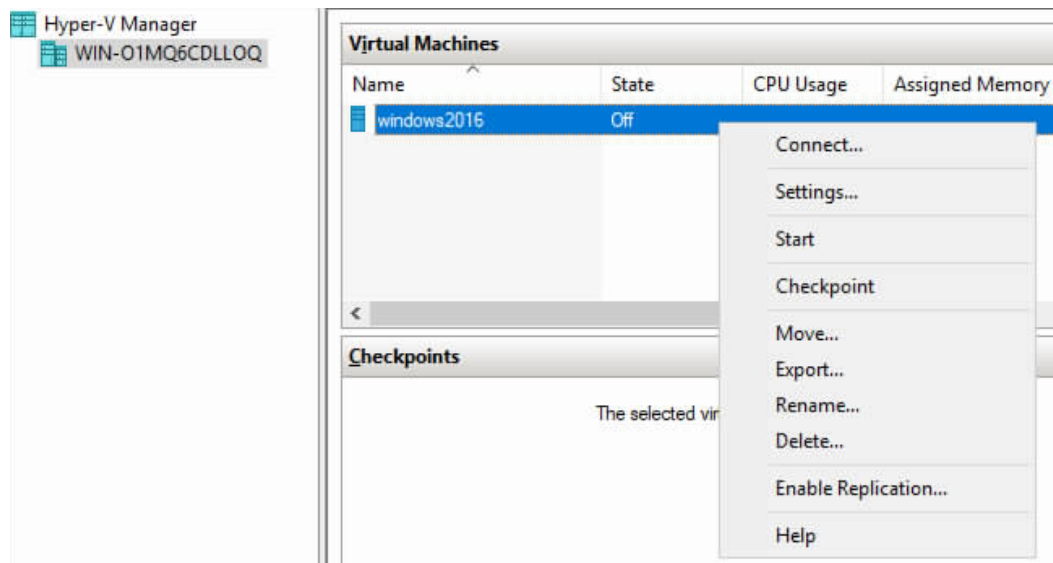 Hyper-V Manager
WIN-O1MQ6CDLLOQ
Virtual Machines
Name State CPU Usage Assigned Memory
windows2016 Off
Connect...
Settings...
Start
Checkpoint
Move...
Export...
Rename...
Delete...
Enable Replication...
Help
Checkpoints
The selected vir